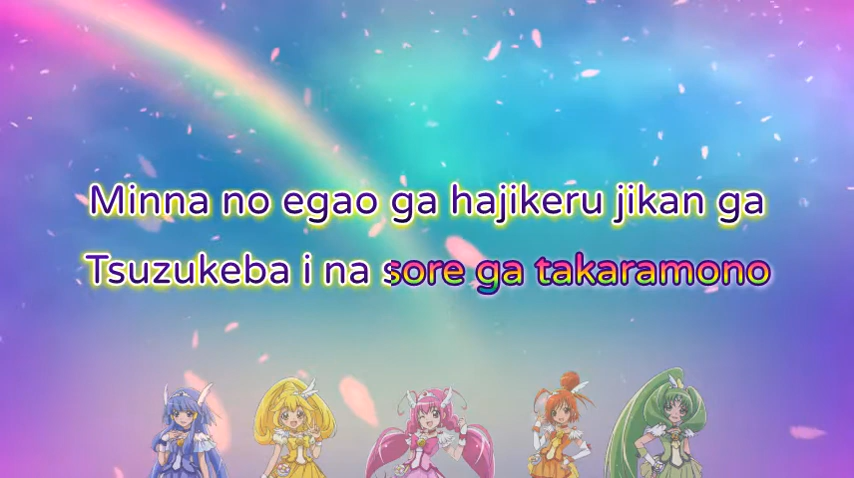 Minna no egao ga hajikeru jikan ga
Tsuzukeba i na sore ga takaramono